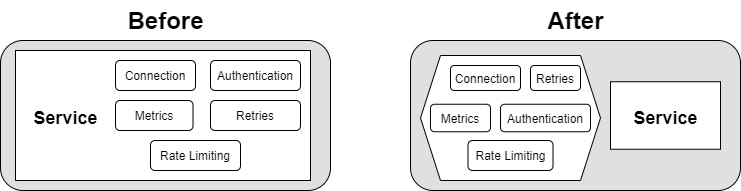 Before
Connection Authentication
Service
Metrics Retries
Rate Limiting
After
Connection Retries
Metrics Authentication
Service
Rate Limiting